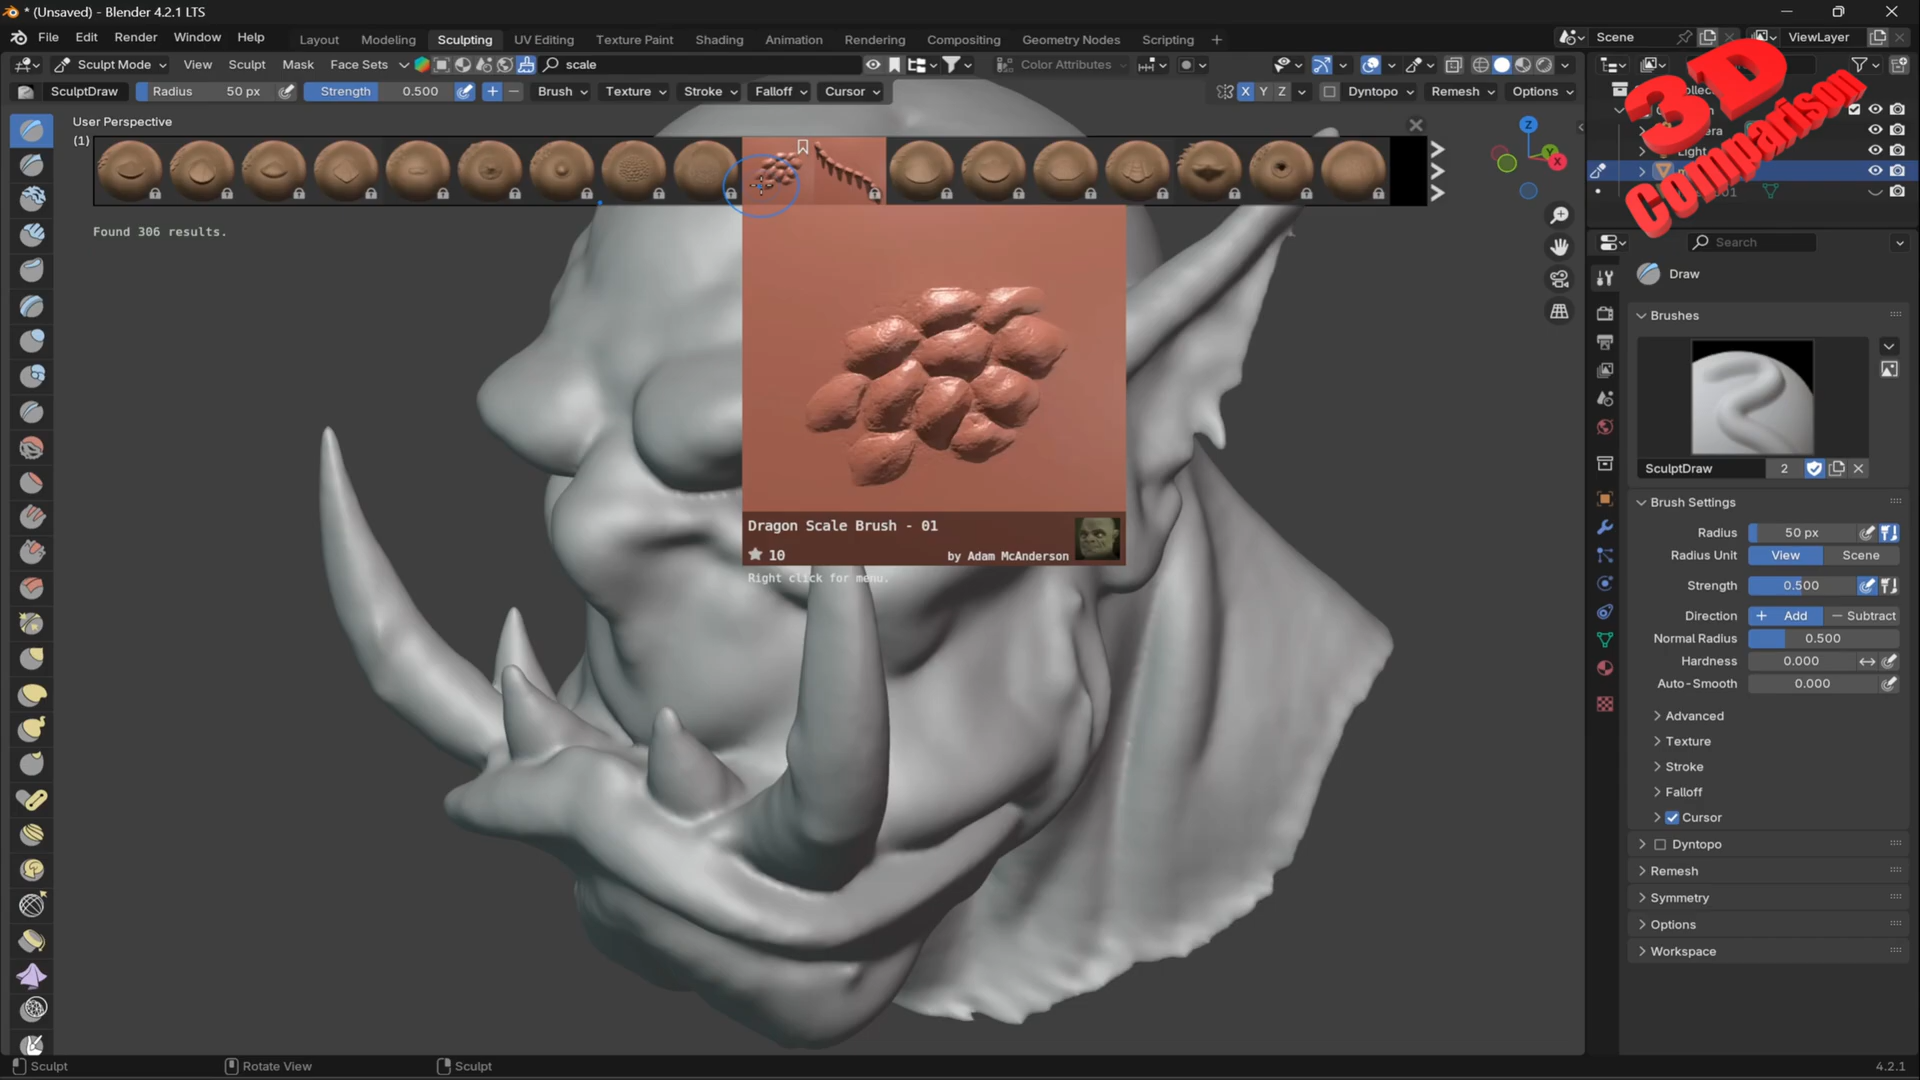 * (Unsaved) - Blender 4.2.1 LTS
File Edit Render Window Help
Layout Modeling Sculpting UV Editing Texture Paint Shading Animation Rendering Compositing Geometry Nodes Scripting +
Scene
ViewLayer
Sculpt Mode View Sculpt Mask Face Sets
scale
Color Attributes
SculptDraw Radius 50 px Strength 0.500 + − Brush Texture Stroke Falloff Cursor
X Y Z Dyntopo Remesh Options
3D
Comparison
User Perspective
(1)
Z
Y
X
Found 306 results.
Search
Draw
Brushes
SculptDraw 2
Brush Settings
Radius 50 px
Radius Unit View Scene
Strength 0.500
Direction + Add − Subtract
Normal Radius 0.500
Hardness 0.000
Auto-Smooth 0.000
Advanced
Texture
Stroke
Falloff
Cursor
Dyntopo
Remesh
Symmetry
Options
Workspace
Dragon Scale Brush - 01
10
by Adam McAnderson
Right click for menu.
Sculpt Rotate View Sculpt
4.2.1